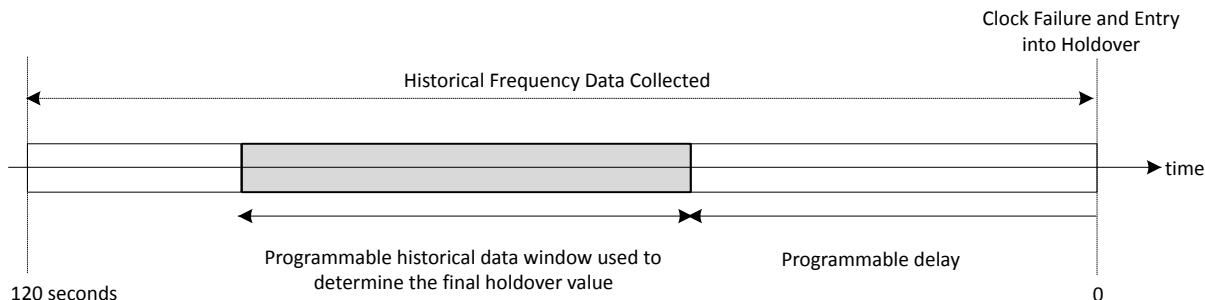 Clock Failure and Entry
into Holdover
Historical Frequency Data Collected
time
Programmable historical data window used to
determine the final holdover value
Programmable delay
120 seconds
0